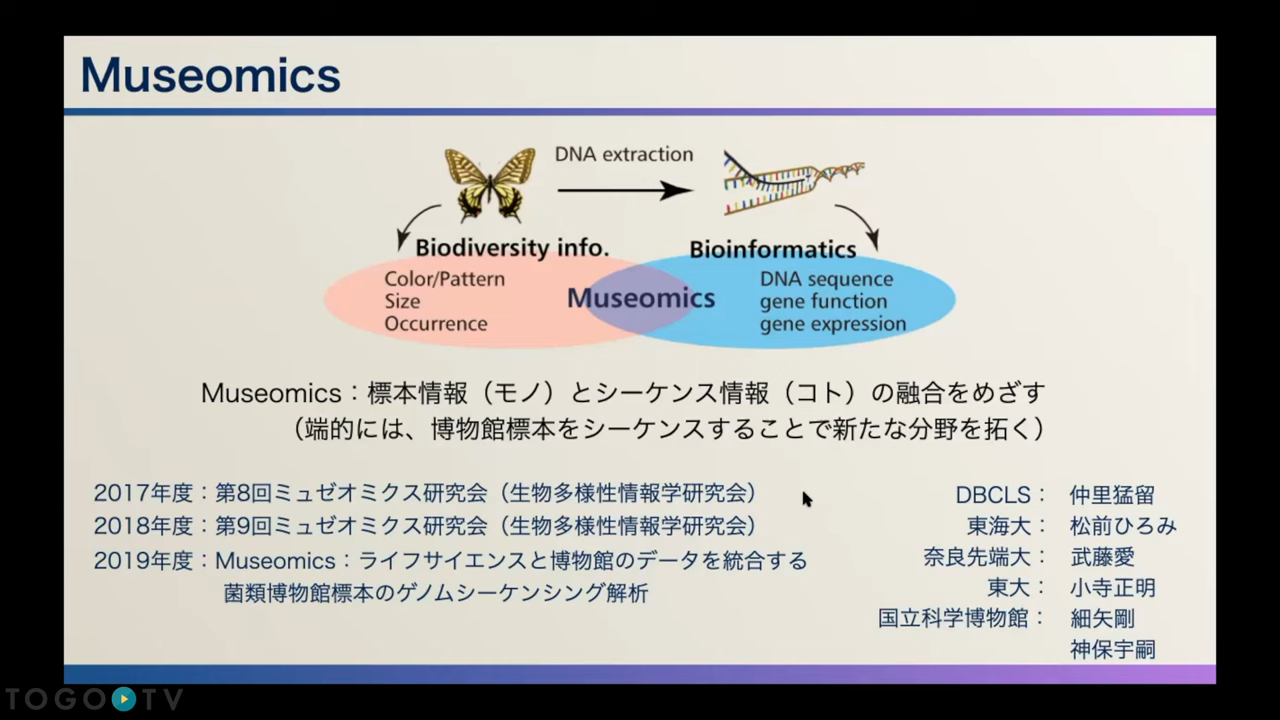 Museomics
DNA extraction
Biodiversity info.
Bioinformatics
Color/Pattern
Size
Occurrence
Museomics
DNA sequence
gene function
gene expression
Museomics：標本情報（モノ）とシーケンス情報（コト）の融合をめざす
（端的には、博物館標本をシーケンスすることで新たな分野を拓く）
2017年度：第8回ミュゼオミクス研究会（生物多様性情報学研究会）
2018年度：第9回ミュゼオミクス研究会（生物多様性情報学研究会）
2019年度：Museomics：ライフサイエンスと博物館のデータを統合する
菌類博物館標本のゲノムシーケンシング解析
DBCLS： 仲里猛留
東海大： 松前ひろみ
奈良先端大： 武藤愛
東大： 小寺正明
国立科学博物館： 細矢剛
神保宇嗣
TOGO TV